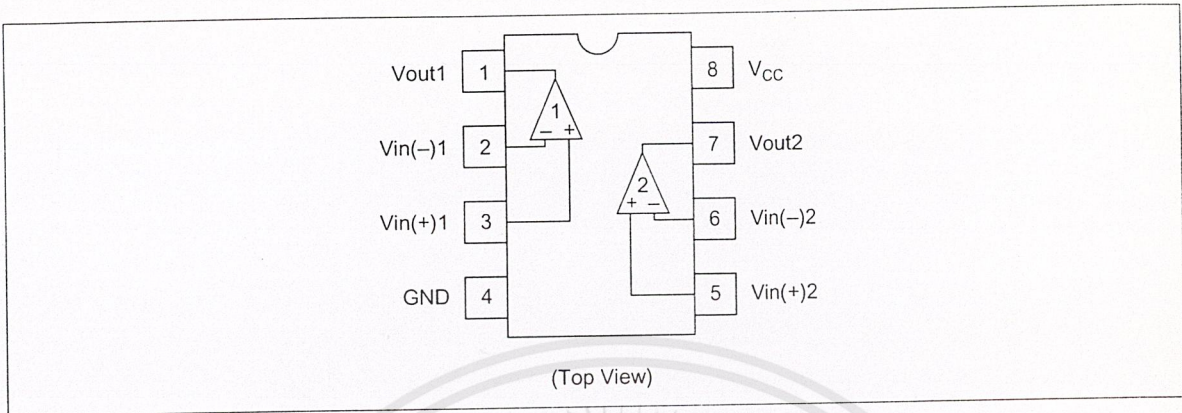 Vout1 1 8 VCC
1
– +
Vin(–)1 2 7 Vout2
2
+ –
Vin(+)1 3 6 Vin(–)2
GND 4 5 Vin(+)2
(Top View)